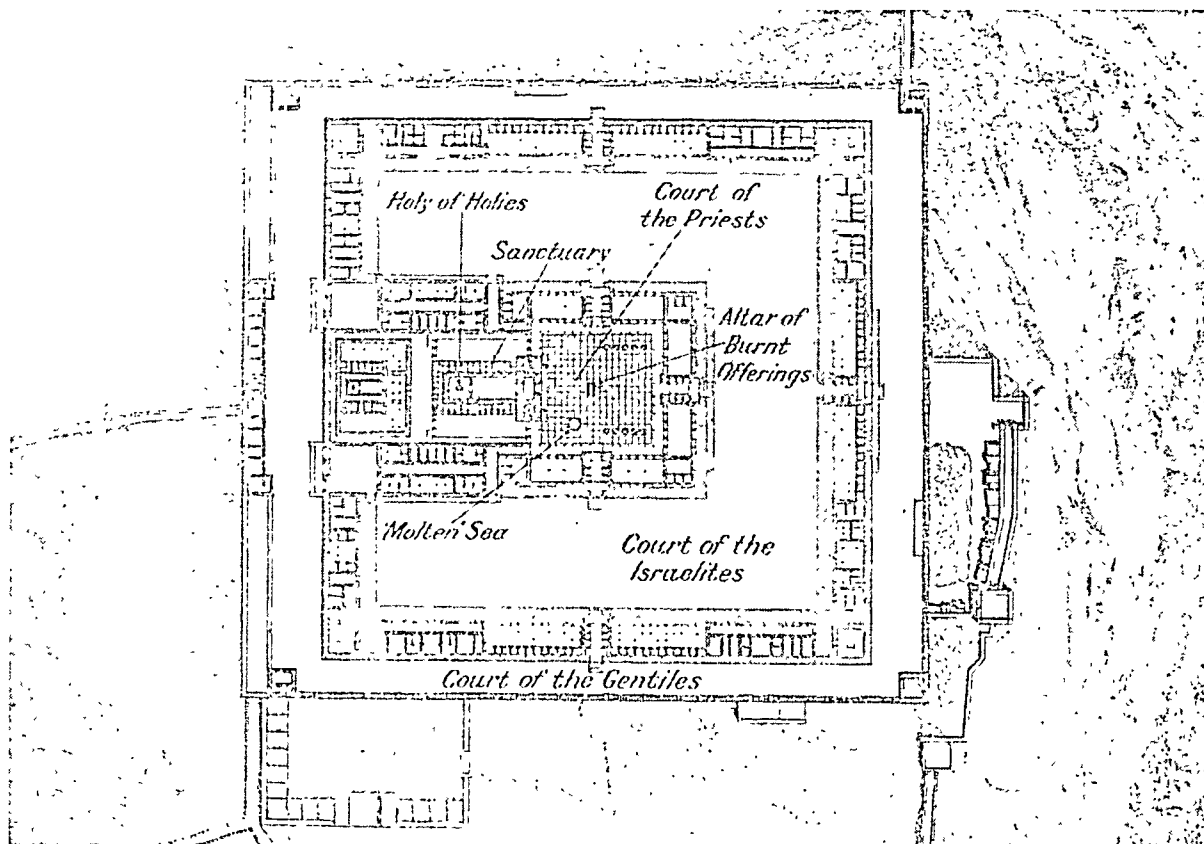 Holy of Holies
Court of
the Priests
Sanctuary
Altar of
Burnt
Offerings
Molten Sea
Court of the
Israelites
Court of the Gentiles